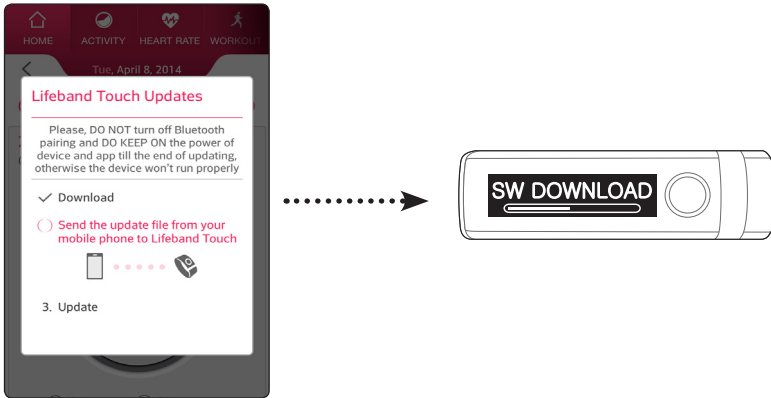 HOME ACTIVITY HEART RATE WORKOUT
Tue, April 8, 2014
Lifeband Touch Updates
Please, DO NOT turn off Bluetooth
pairing and DO KEEP ON the power of
device and app till the end of updating,
otherwise the device won't run properly
Download
Send the update file from your
mobile phone to Lifeband Touch
3. Update
SW DOWNLOAD